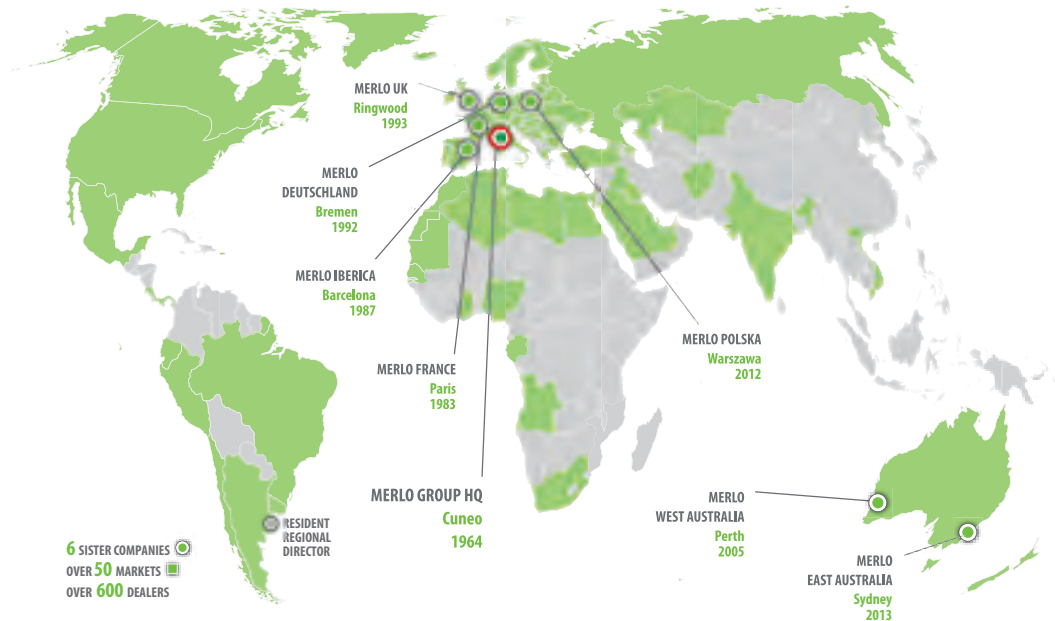 MERLO UK
Ringwood
1993
MERLO
DEUTSCHLAND
Bremen
1992
MERLO IBERICA
Barcelona
1987
MERLO FRANCE
Paris
1983
MERLO GROUP HQ
Cuneo
1964
MERLO POLSKA
Warszawa
2012
MERLO
WEST AUSTRALIA
Perth
2005
MERLO
EAST AUSTRALIA
Sydney
2013
RESIDENT
REGIONAL
DIRECTOR
6 SISTER COMPANIES
OVER 50 MARKETS
OVER 600 DEALERS